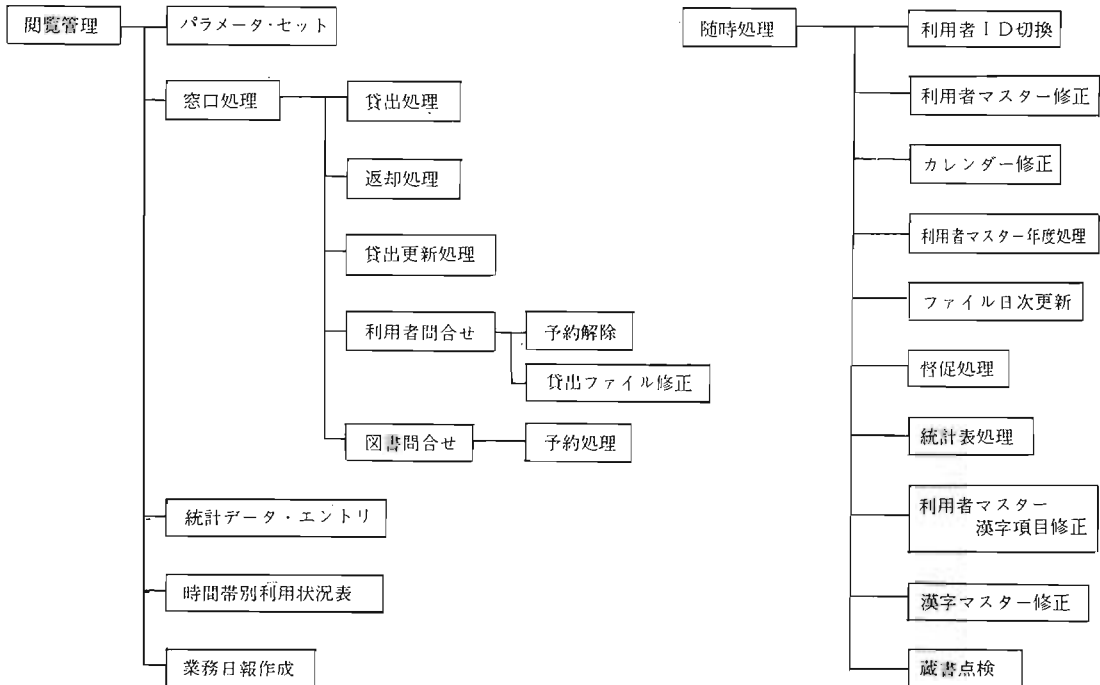 閲覧管理
パラメータ・セット
窓口処理
貸出処理
返却処理
貸出更新処理
利用者問合せ
予約解除
貸出ファイル修正
図書問合せ
予約処理
統計データ・エントリ
時間帯別利用状況表
業務日報作成
随時処理
利用者ID切換
利用者マスター修正
カレンダー修正
利用者マスター年度処理
ファイル日次更新
督促処理
統計表処理
利用者マスター
漢字項目修正
漢字マスター修正
蔵書点検